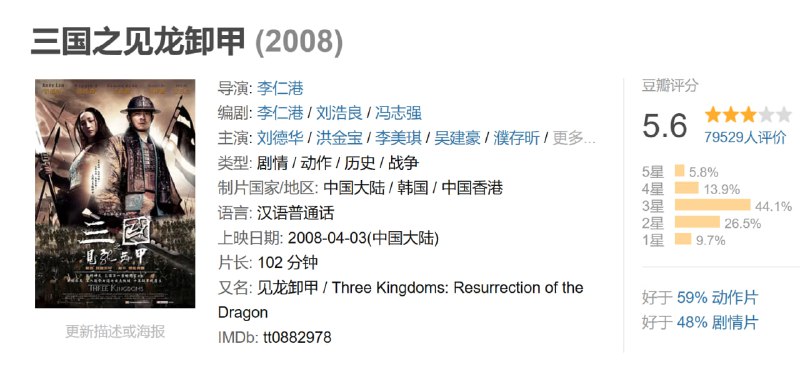 三国之见龙卸甲 (2008)
导演: 李仁港
编剧: 李仁港 / 刘浩良 / 冯志强
主演: 刘德华 / 洪金宝 / 李美琪 / 吴建豪 / 濮存昕 / 更多...
类型: 剧情 / 动作 / 历史 / 战争
制片国家/地区: 中国大陆 / 韩国 / 中国香港
语言: 汉语普通话
上映日期: 2008-04-03(中国大陆)
片长: 102 分钟
又名: 见龙卸甲 / Three Kingdoms: Resurrection of the
Dragon
IMDb: tt0882978
三國
見龍卸甲
THREE KINGDOMS
更新描述或海报
豆瓣评分
5.6
79529人评价
5星 5.8%
4星 13.9%
3星 44.1%
2星 26.5%
1星 9.7%
好于 59% 动作片
好于 48% 剧情片